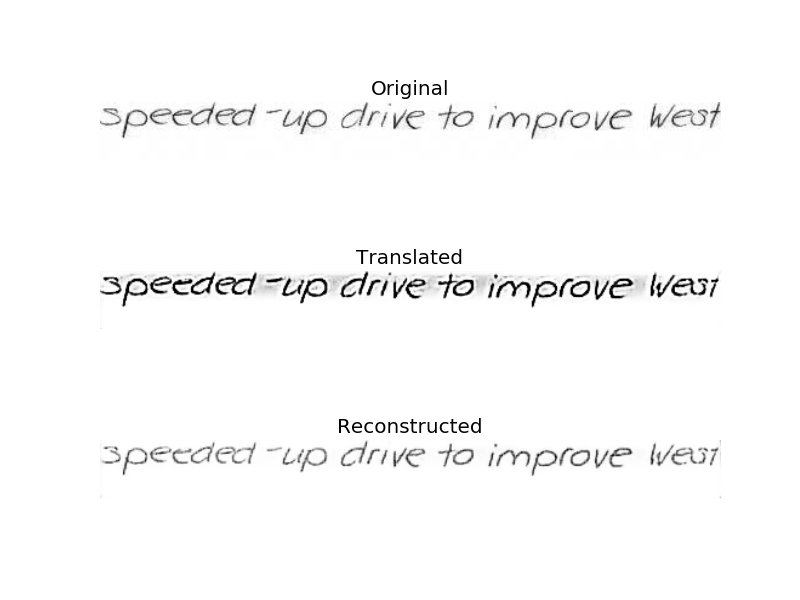 Original
speeded-up drive to improve West
Translated
speeded-up drive to improve West
Reconstructed
speeded-up drive to improve West